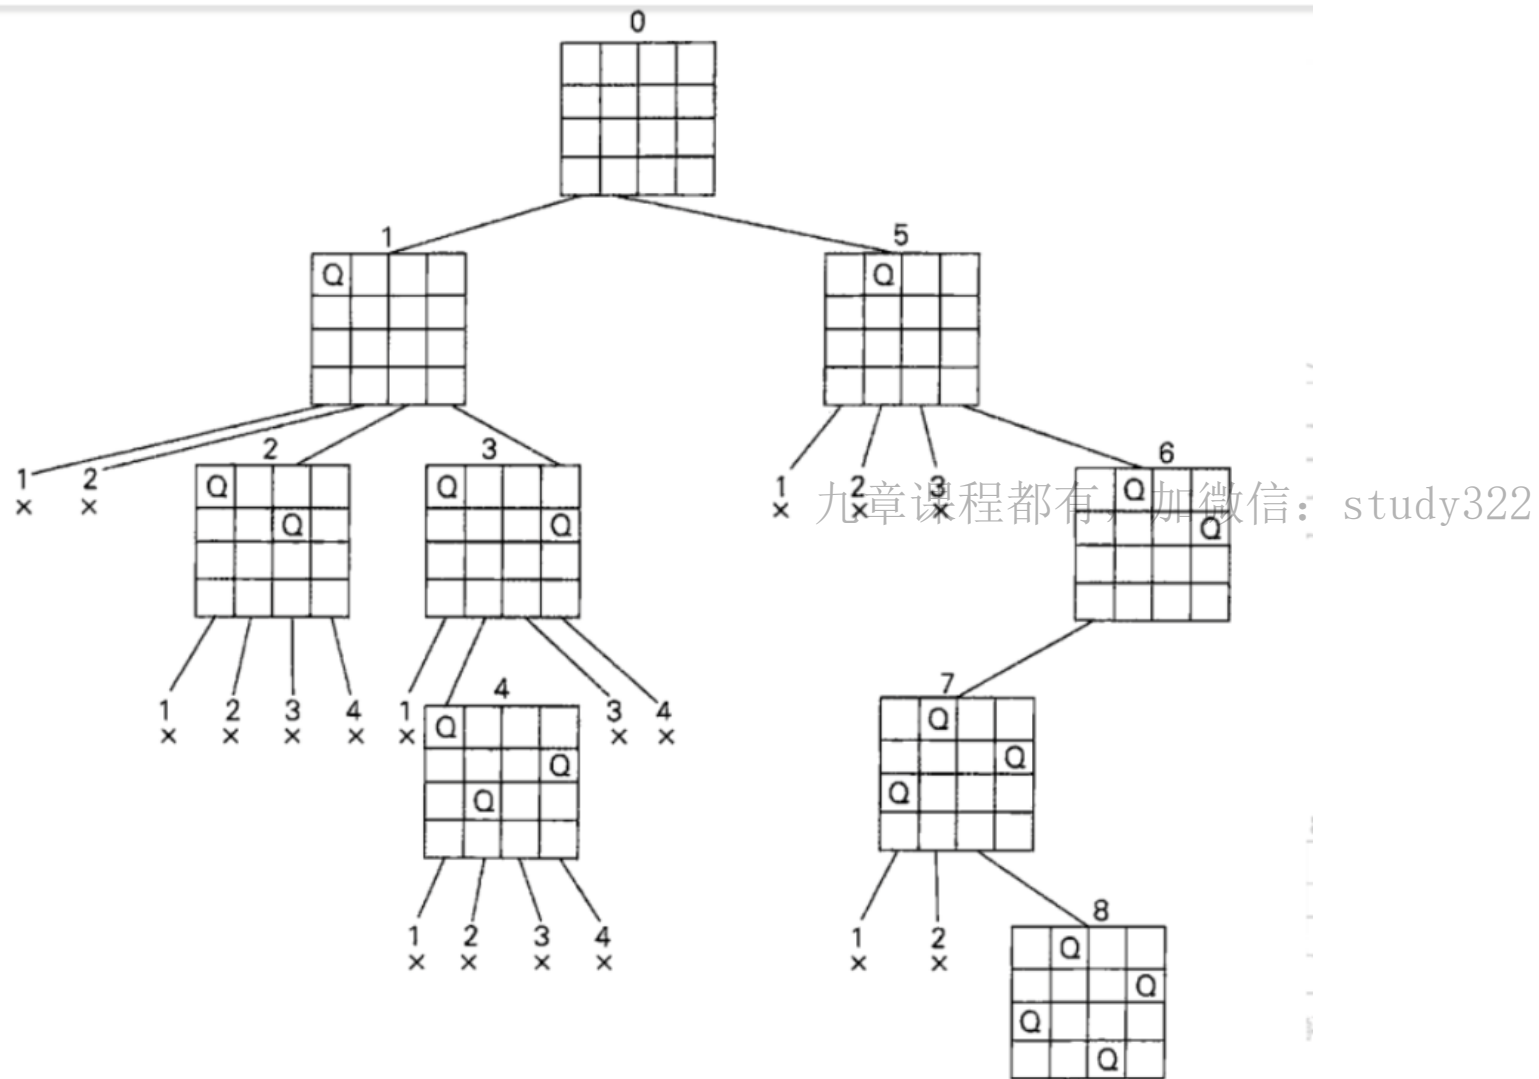 0
1 5
Q Q
2 3 6
1 2 1 2 3
× × × × ×
Q Q Q
Q Q Q
九章课程都有，加微信：study322
4 7
1 2 3 4 1 3 4
× × × × × × ×
Q Q
Q Q
Q Q
8
1 2 3 4 1 2
× × × × × ×
Q
Q
Q
Q